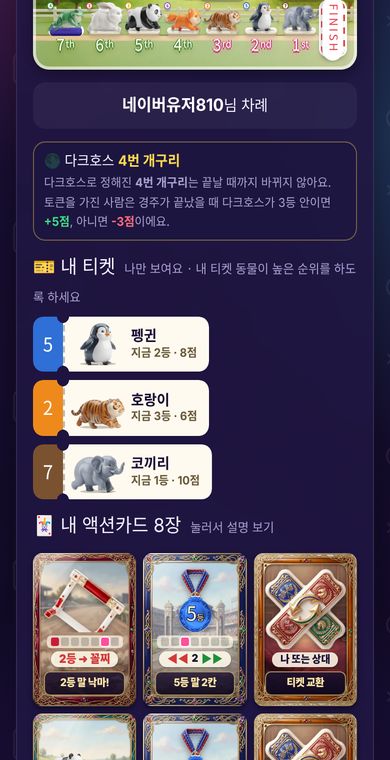 7th 6th 5th 5th 4th 3rd 2nd 1st
FINISH
네이버유저810님 차례
다크호스 4번 개구리
다크호스로 정해진 4번 개구리는 끝날 때까지 바뀌지 않아요.
토큰을 가진 사람은 경주가 끝났을 때 다크호스가 3등 안이면
+5점, 아니면 -3점이에요.
내 티켓 나만 보여요 · 내 티켓 동물이 높은 순위를 하도
록 하세요
5
펭귄
지금 2등 · 8점
2
호랑이
지금 3등 · 6점
7
코끼리
지금 1등 · 10점
내 액션카드 8장 눌러서 설명 보기
2등 → 꼴찌
2등 말 낙마!
5등
2
5등 말 2칸
나 또는 상대
티켓 교환